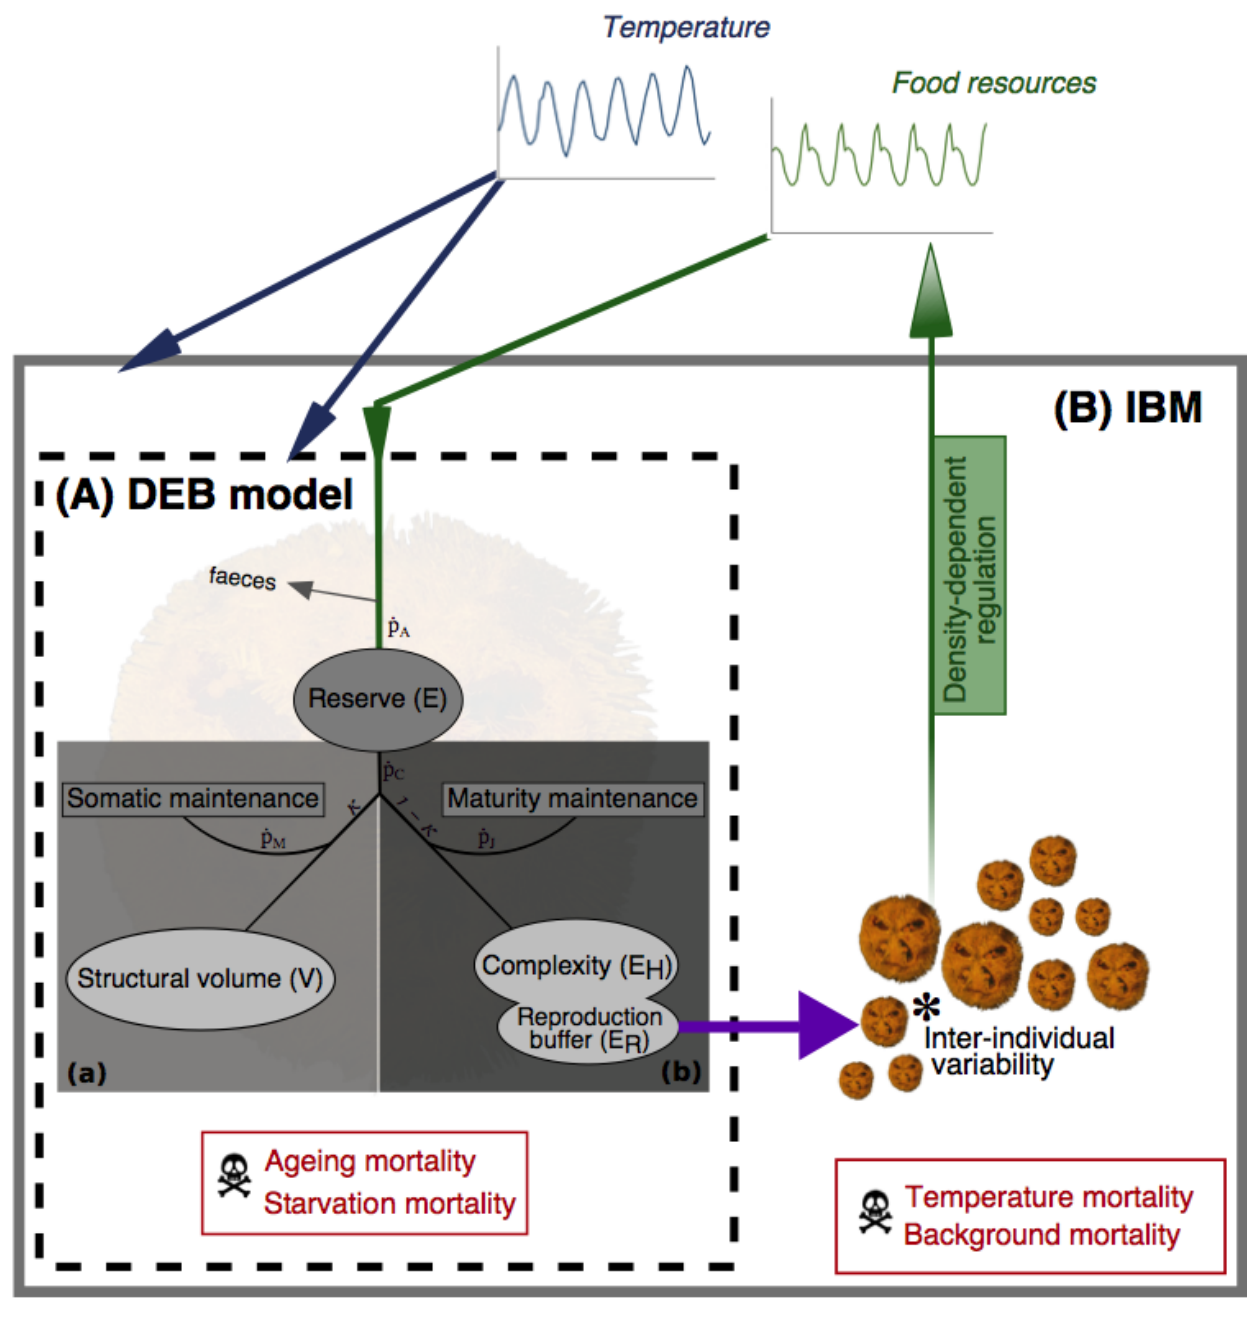 Temperature
Food resources
(B) IBM
(A) DEB model
Density-dependent
regulation
faeces
ṗA
Reserve (E)
ṗC
Somatic maintenance
κ
1 − κ
Maturity maintenance
ṗM
ṗJ
Structural volume (V)
Complexity (EH)
Reproduction
buffer (ER)
*
Inter-individual
variability
(a)
(b)
Ageing mortality
Starvation mortality
Temperature mortality
Background mortality